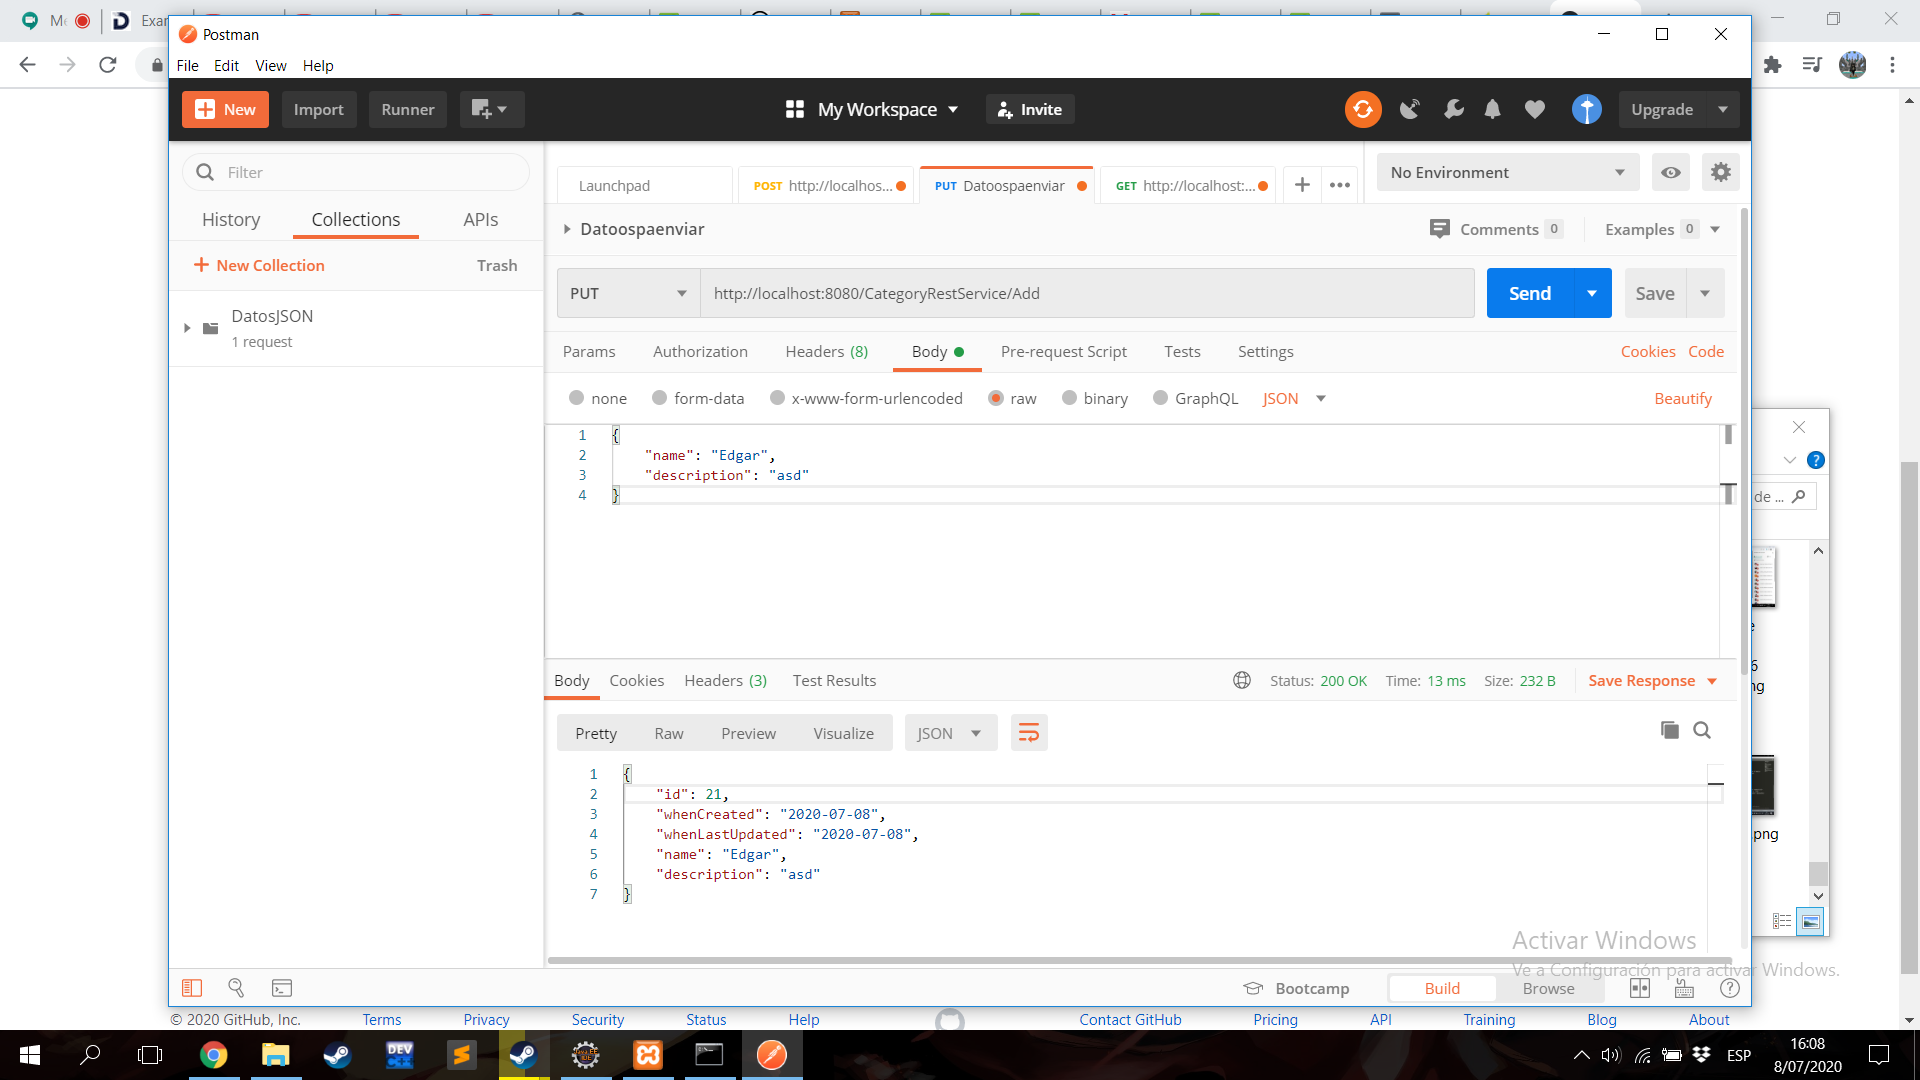 Exar
Postman
File Edit View Help
New Import Runner My Workspace Invite Upgrade
Filter
History Collections APIs
New Collection Trash
DatosJSON
1 request
Launchpad POST http://localhos... PUT Datoospaenviar GET http://localhost:... No Environment
Datoospaenviar Comments 0 Examples 0
PUT http://localhost:8080/CategoryRestService/Add Send Save
Params Authorization Headers (8) Body Pre-request Script Tests Settings Cookies Code
none form-data x-www-form-urlencoded raw binary GraphQL JSON Beautify
1 {
2 "name": "Edgar",
3 "description": "asd"
4 }
de ...
ng
png
Body Cookies Headers (3) Test Results Status: 200 OK Time: 13 ms Size: 232 B Save Response
Pretty Raw Preview Visualize JSON
1 {
2 "id": 21,
3 "whenCreated": "2020-07-08",
4 "whenLastUpdated": "2020-07-08",
5 "name": "Edgar",
6 "description": "asd"
7 }
Activar Windows
Ve a Configuración para activar Windows.
Bootcamp Build Browse
© 2020 GitHub, Inc. Terms Privacy Security Status Help Contact GitHub Pricing API Training Blog About
DEV
ESP
16:08
8/07/2020